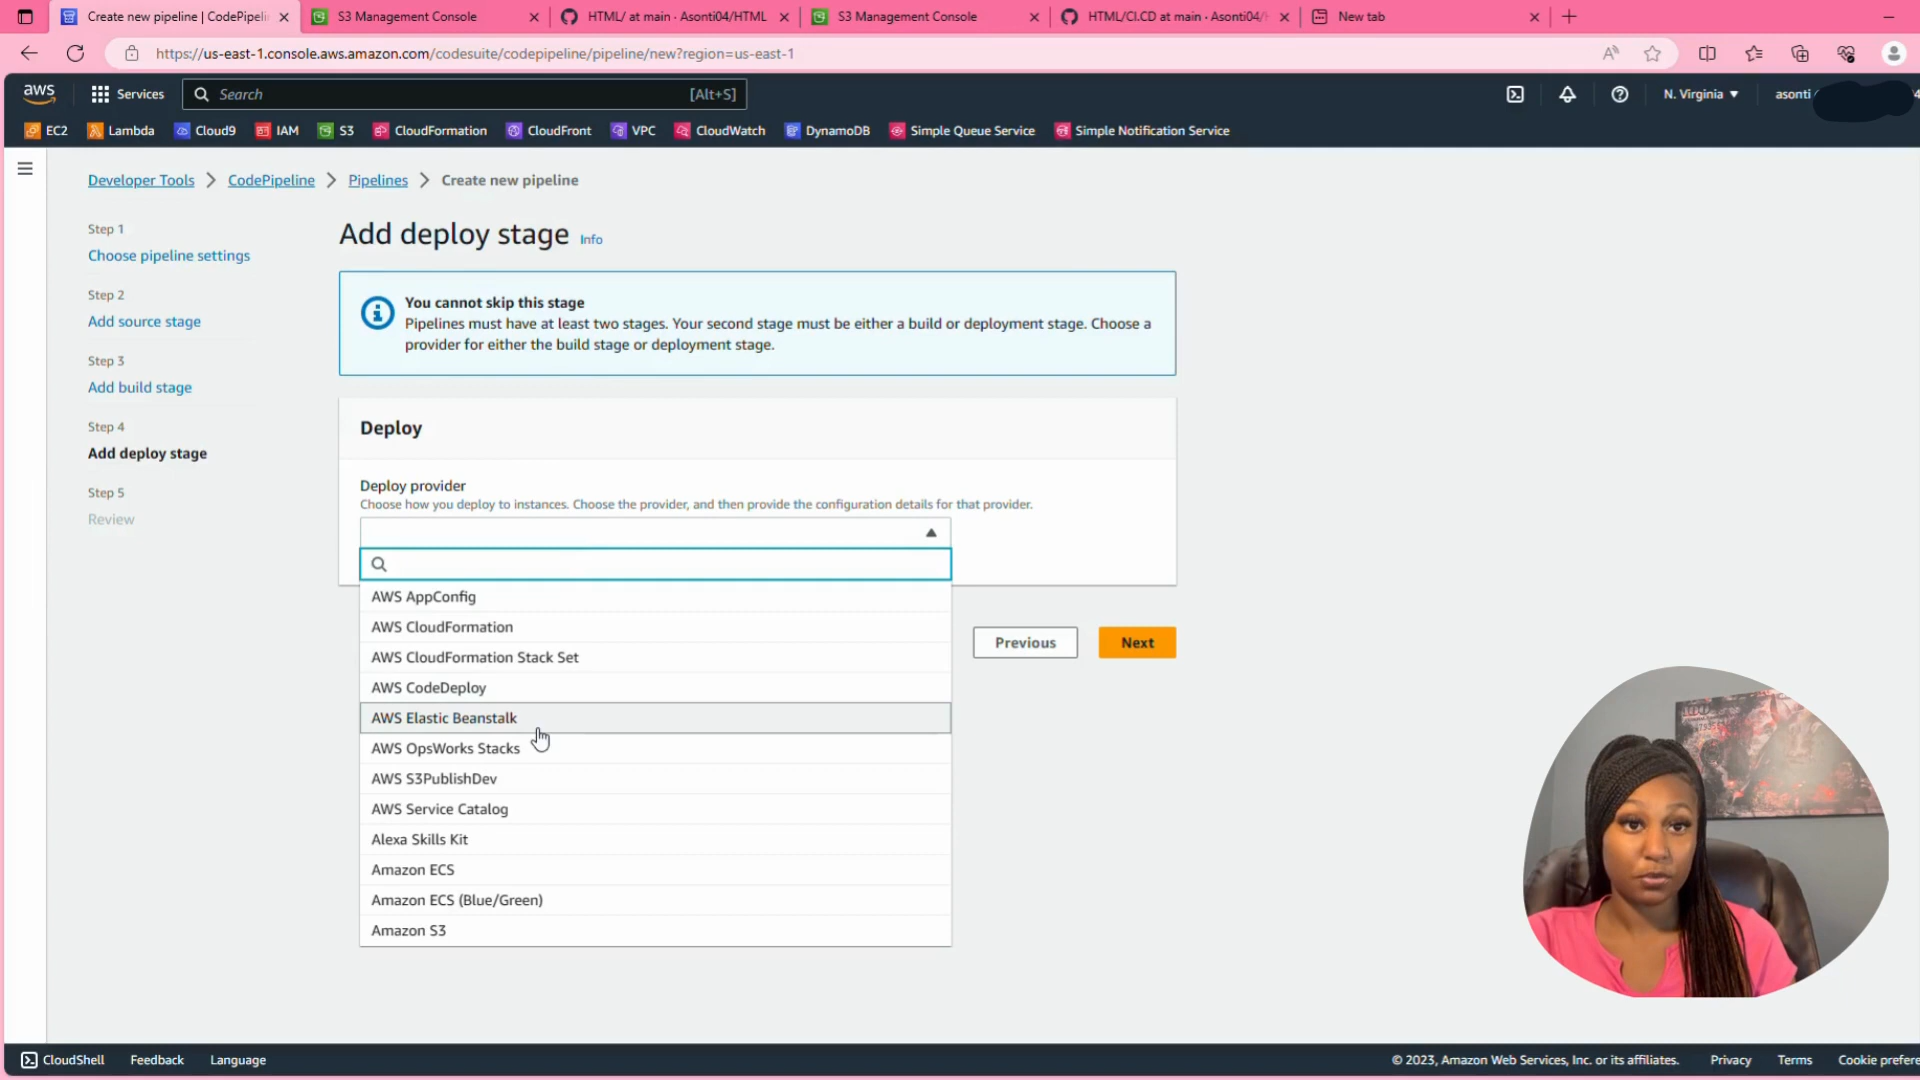 Create new pipeline | CodePipeli
S3 Management Console
HTML/ at main · Asonti04/HTML
S3 Management Console
HTML/CI.CD at main · Asonti04/H
New tab
https://us-east-1.console.aws.amazon.com/codesuite/codepipeline/pipeline/new?region=us-east-1
aws
Services
Search
[Alt+S]
N. Virginia
asonti
EC2
Lambda
Cloud9
IAM
S3
CloudFormation
CloudFront
VPC
CloudWatch
DynamoDB
Simple Queue Service
Simple Notification Service
Developer Tools
CodePipeline
Pipelines
Create new pipeline
Step 1
Choose pipeline settings
Step 2
Add source stage
Step 3
Add build stage
Step 4
Add deploy stage
Step 5
Review
Add deploy stage Info
You cannot skip this stage
Pipelines must have at least two stages. Your second stage must be either a build or deployment stage. Choose a
provider for either the build stage or deployment stage.
Deploy
Deploy provider
Choose how you deploy to instances. Choose the provider, and then provide the configuration details for that provider.
AWS AppConfig
AWS CloudFormation
AWS CloudFormation Stack Set
AWS CodeDeploy
AWS Elastic Beanstalk
AWS OpsWorks Stacks
AWS S3PublishDev
AWS Service Catalog
Alexa Skills Kit
Amazon ECS
Amazon ECS (Blue/Green)
Amazon S3
Previous
Next
CloudShell
Feedback
Language
© 2023, Amazon Web Services, Inc. or its affiliates.
Privacy
Terms
Cookie prefere